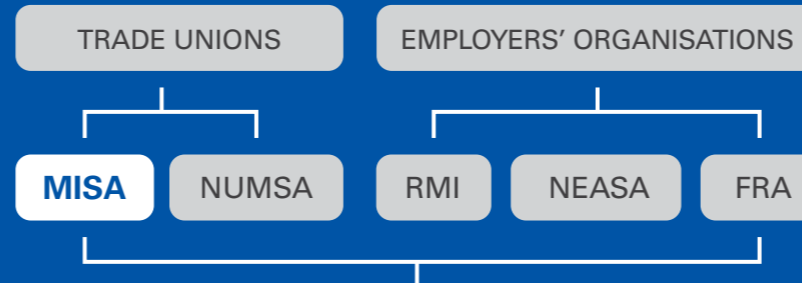 TRADE UNIONS
EMPLOYERS’ ORGANISATIONS
MISA
NUMSA
RMI
NEASA
FRA